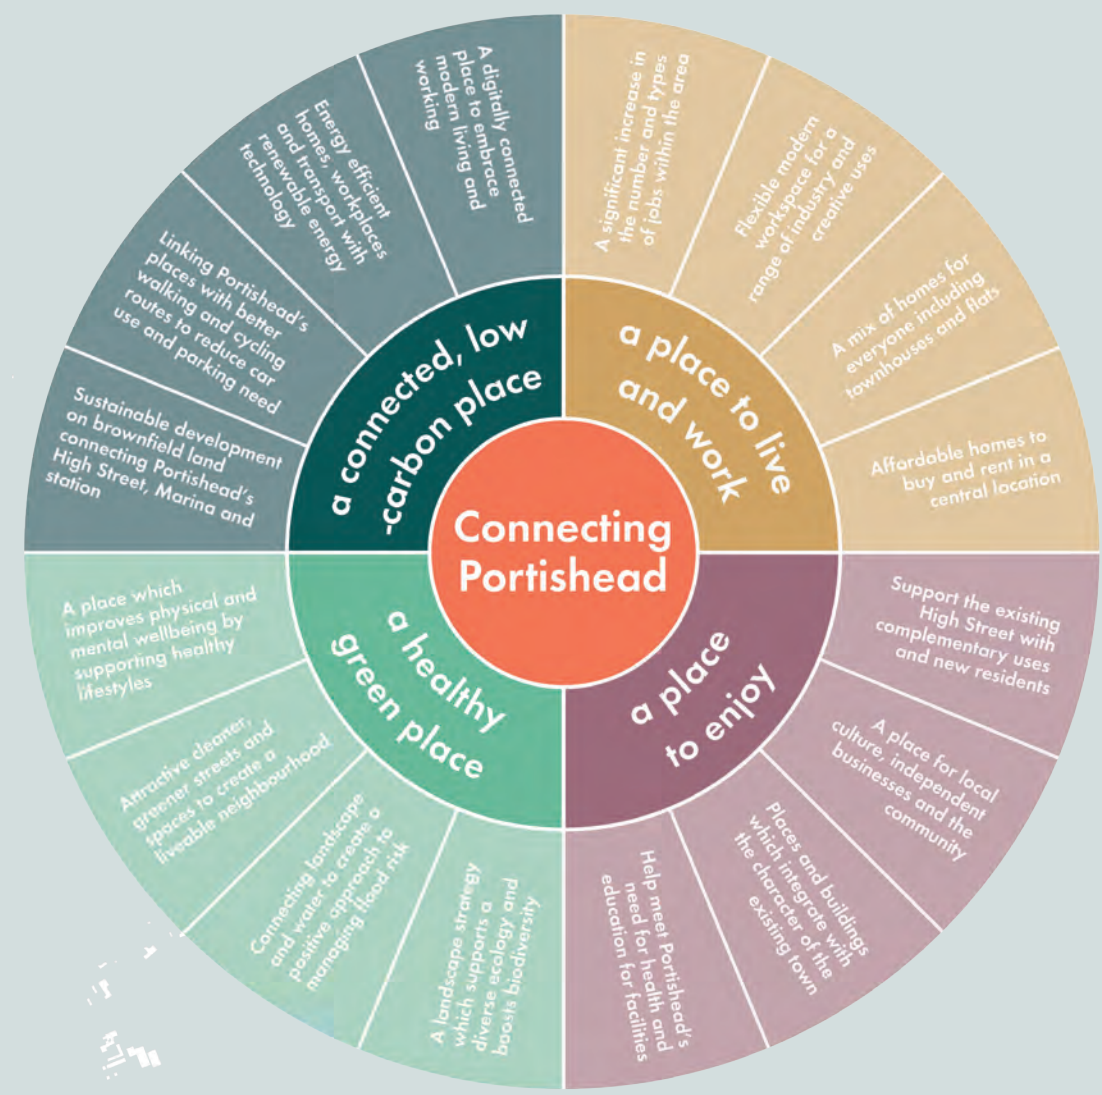 Connecting
Portishead
a place to live
and work
A significant increase in
the number and types
of jobs within the area
Flexible modern
workspace for a
range of industry and
creative uses
A mix of homes for
everyone including
townhouses and flats
Affordable homes to
buy and rent in a
central location
a place
to enjoy
Support the existing
High Street with
complementary uses
and new residents
A place for local
culture, independent
businesses and the
community
Places and buildings
which integrate with
the character of the
existing town
Help meet Portishead's
need for health and
education for facilities
a healthy
green place
A landscape strategy
which supports a
diverse ecology and
boosts biodiversity
Connecting landscape
and water to create a
positive approach to
managing flood risk
Attractive cleaner,
greener streets and
spaces to create a
liveable neighbourhood
A place which
improves physical and
mental wellbeing by
supporting healthy
lifestyles
a connected, low
-carbon place
Sustainable development
on brownfield land
connecting Portishead's
High Street, Marina and
station
Linking Portishead's
places with better
walking and cycling
routes to reduce car
use and parking need
Energy efficient
homes, workplaces
and transport with
renewable energy
technology
A digitally connected
place to embrace
modern living and
working